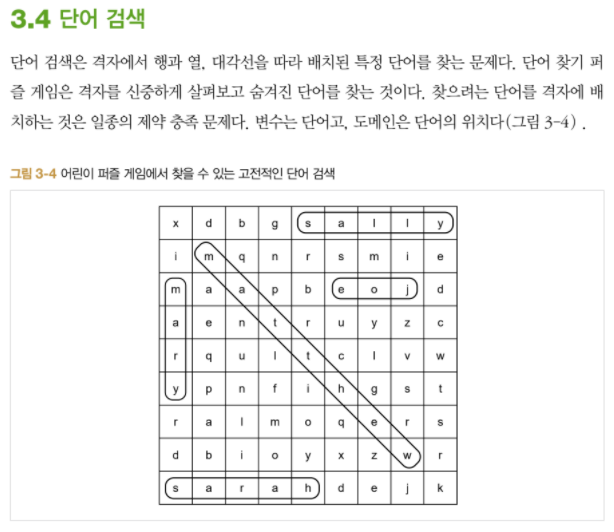 3.4 단어 검색
단어 검색은 격자에서 행과 열, 대각선을 따라 배치된 특정 단어를 찾는 문제다. 단어 찾기 퍼
즐 게임은 격자를 신중하게 살펴보고 숨겨진 단어를 찾는 것이다. 찾으려는 단어를 격자에 배
치하는 것은 일종의 제약 충족 문제다. 변수는 단어고, 도메인은 단어의 위치다(그림 3-4) .
그림 3-4 어린이 퍼즐 게임에서 찾을 수 있는 고전적인 단어 검색
x d b g s a l l y
i m q n r s m i e
m a a p b e o j d
a e n t r u y z c
r q u l t c l v w
y p n f i h g s t
r a l m o q e r s
d b i o y x z w r
s a r a h d e j k